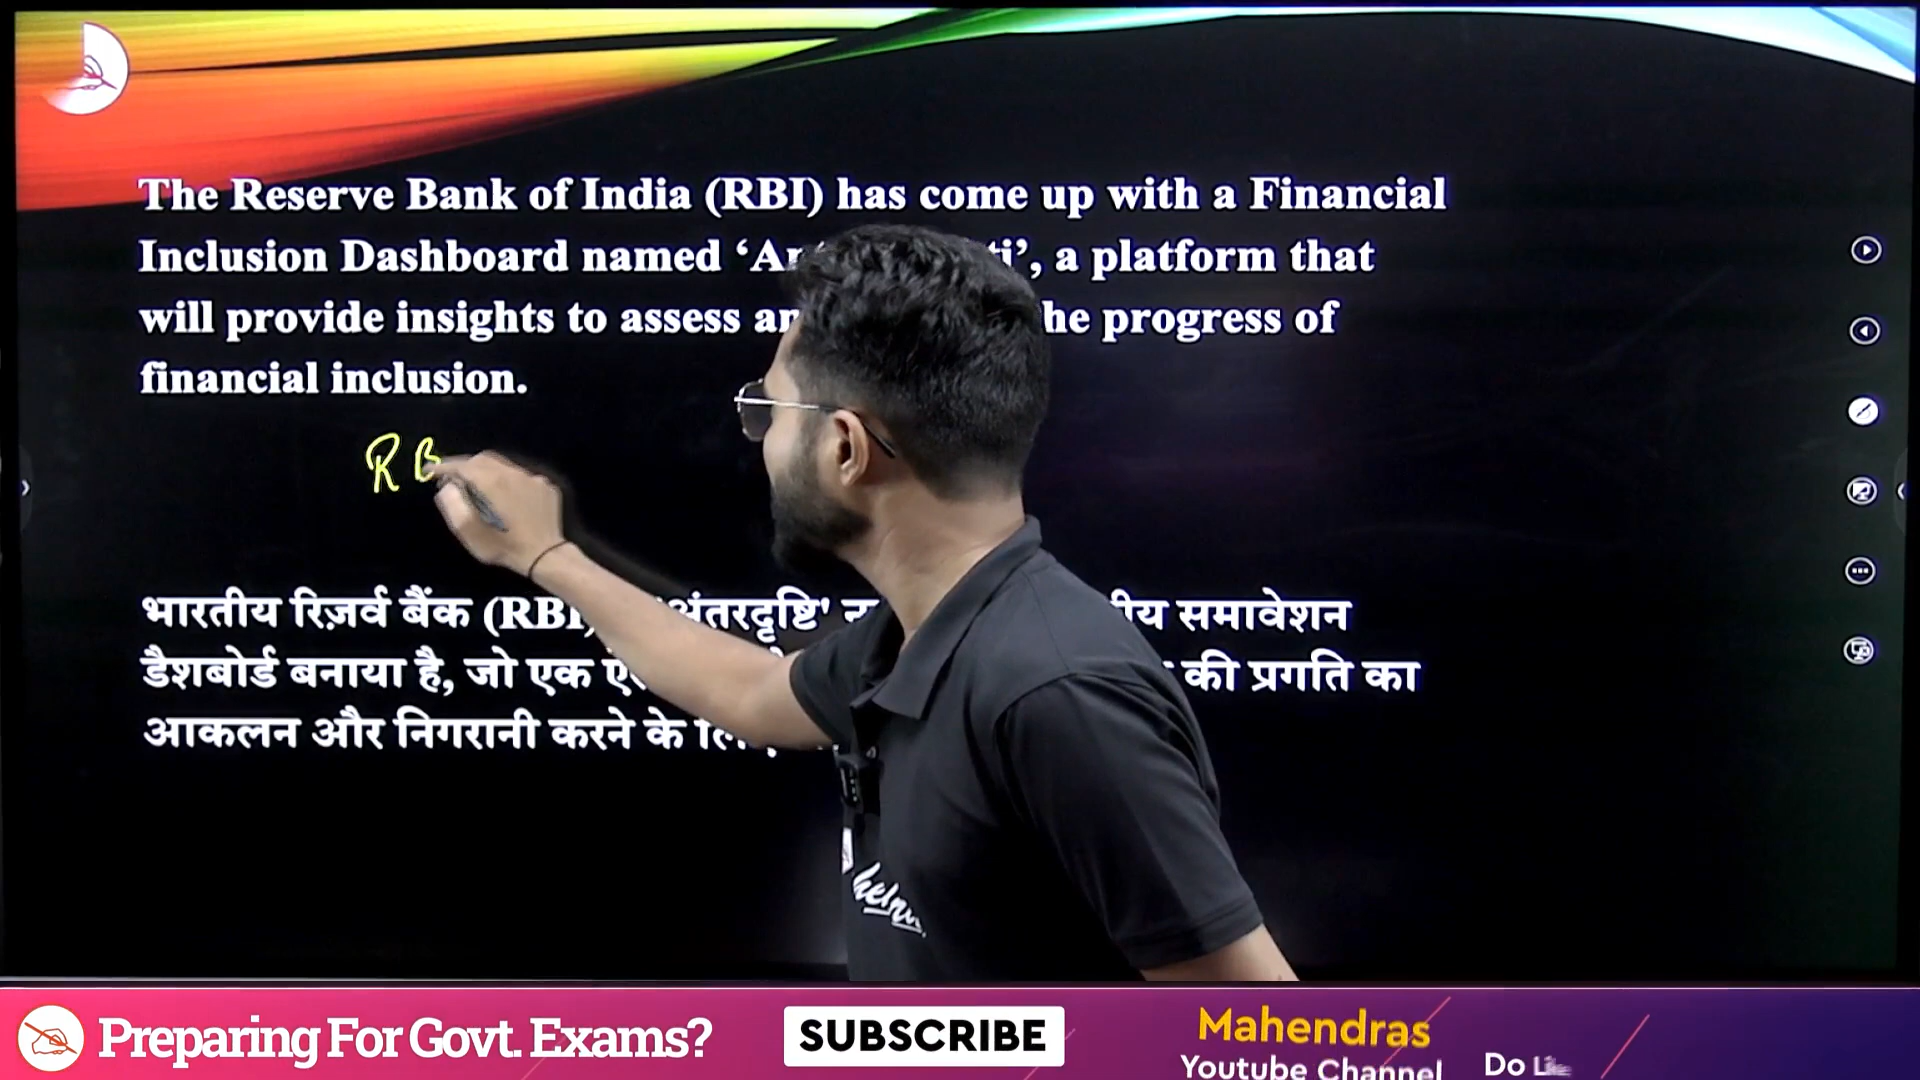 The Reserve Bank of India (RBI) has come up with a Financial
Inclusion Dashboard named ‘ a platform that
will provide insights to assess progress of
financial inclusion.
R B
भारतीय रिज़र्व बैंक (RBI) अंतरदृष्टि' समावेशन
डैशबोर्ड बनाया है, जो एक की प्रगति का
आकलन और निगरानी करने के
Preparing For Govt. Exams?
SUBSCRIBE
Mahendras
Youtube Channel
Do